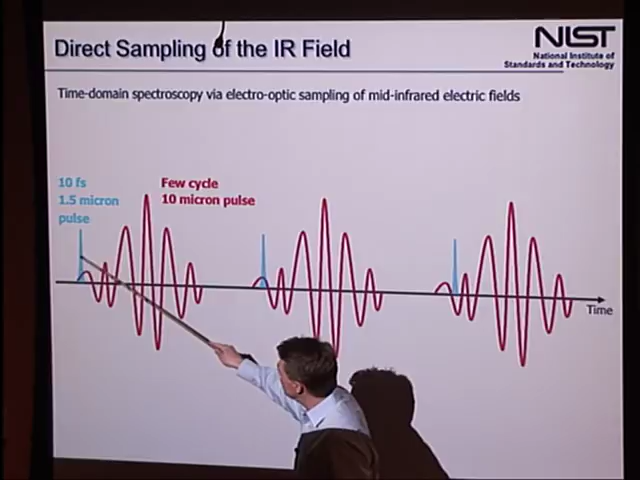 Direct Sampling of the IR Field
NIST
National Institute of
Standards and Technology
Time-domain spectroscopy via electro-optic sampling of mid-infrared electric fields
10 fs
1.5 micron
pulse
Few cycle
10 micron pulse
Time